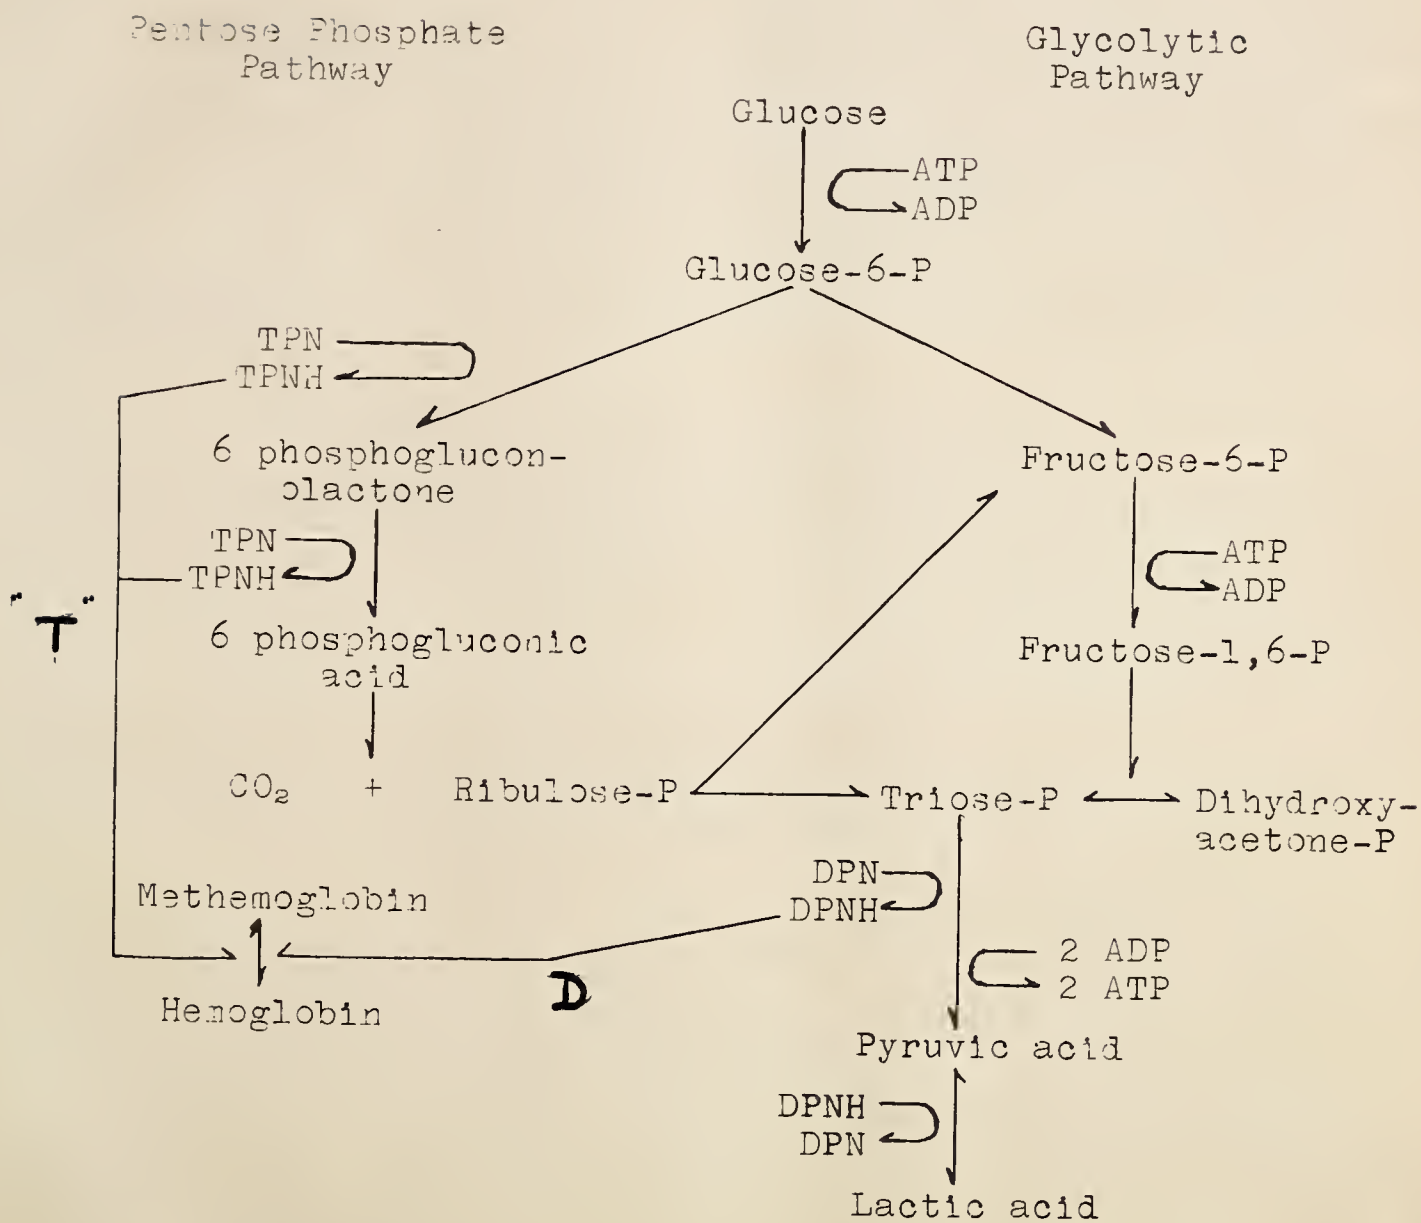 Pentose Phosphate
Pathway
Glycolytic
Pathway
Glucose
ATP
ADP
Glucose-6-P
TPN
TPNH
6 phosphoglucon-
olactone
Fructose-6-P
TPN
TPNH
ATP
ADP
"T"
6 phosphogluconic
acid
Fructose-1,6-P
CO₂ + Ribulose-P
Triose-P
Dihydroxy-
acetone-P
DPN
DPNH
Methemoglobin
2 ADP
2 ATP
D
Hemoglobin
Pyruvic acid
DPNH
DPN
Lactic acid